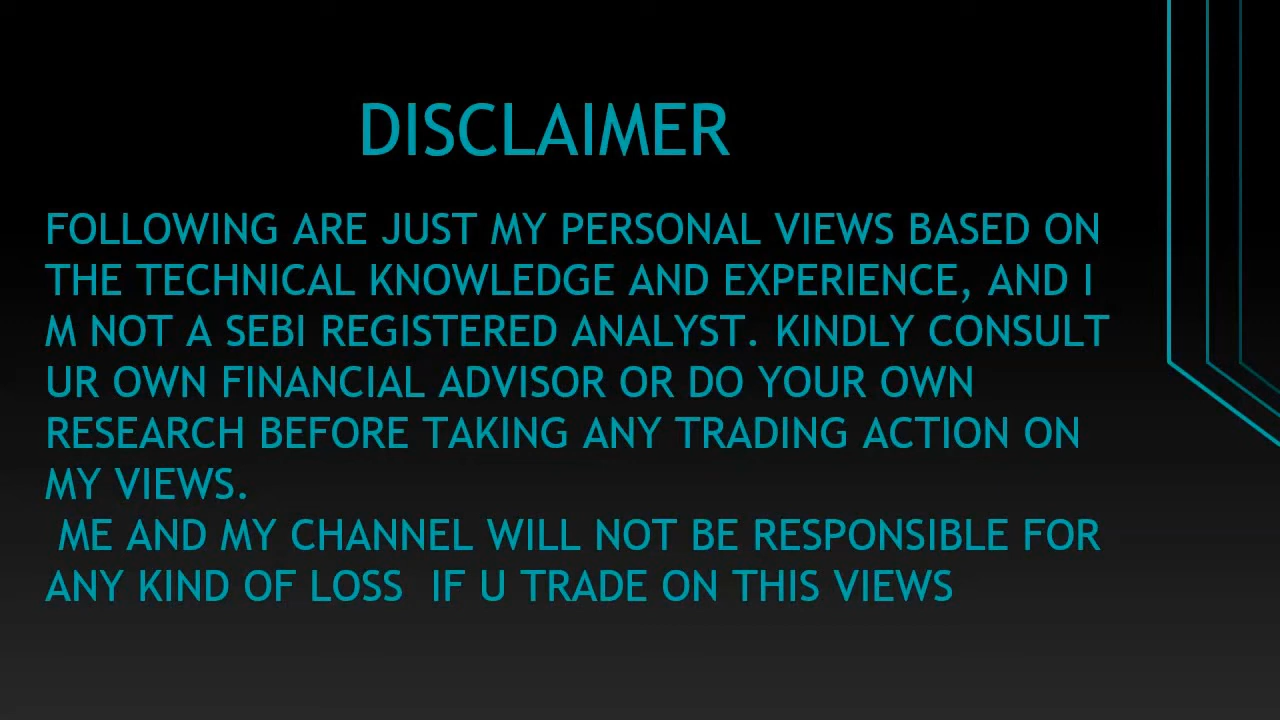 DISCLAIMER
FOLLOWING ARE JUST MY PERSONAL VIEWS BASED ON
THE TECHNICAL KNOWLEDGE AND EXPERIENCE, AND I
M NOT A SEBI REGISTERED ANALYST. KINDLY CONSULT
UR OWN FINANCIAL ADVISOR OR DO YOUR OWN
RESEARCH BEFORE TAKING ANY TRADING ACTION ON
MY VIEWS.
ME AND MY CHANNEL WILL NOT BE RESPONSIBLE FOR
ANY KIND OF LOSS  IF U TRADE ON THIS VIEWS